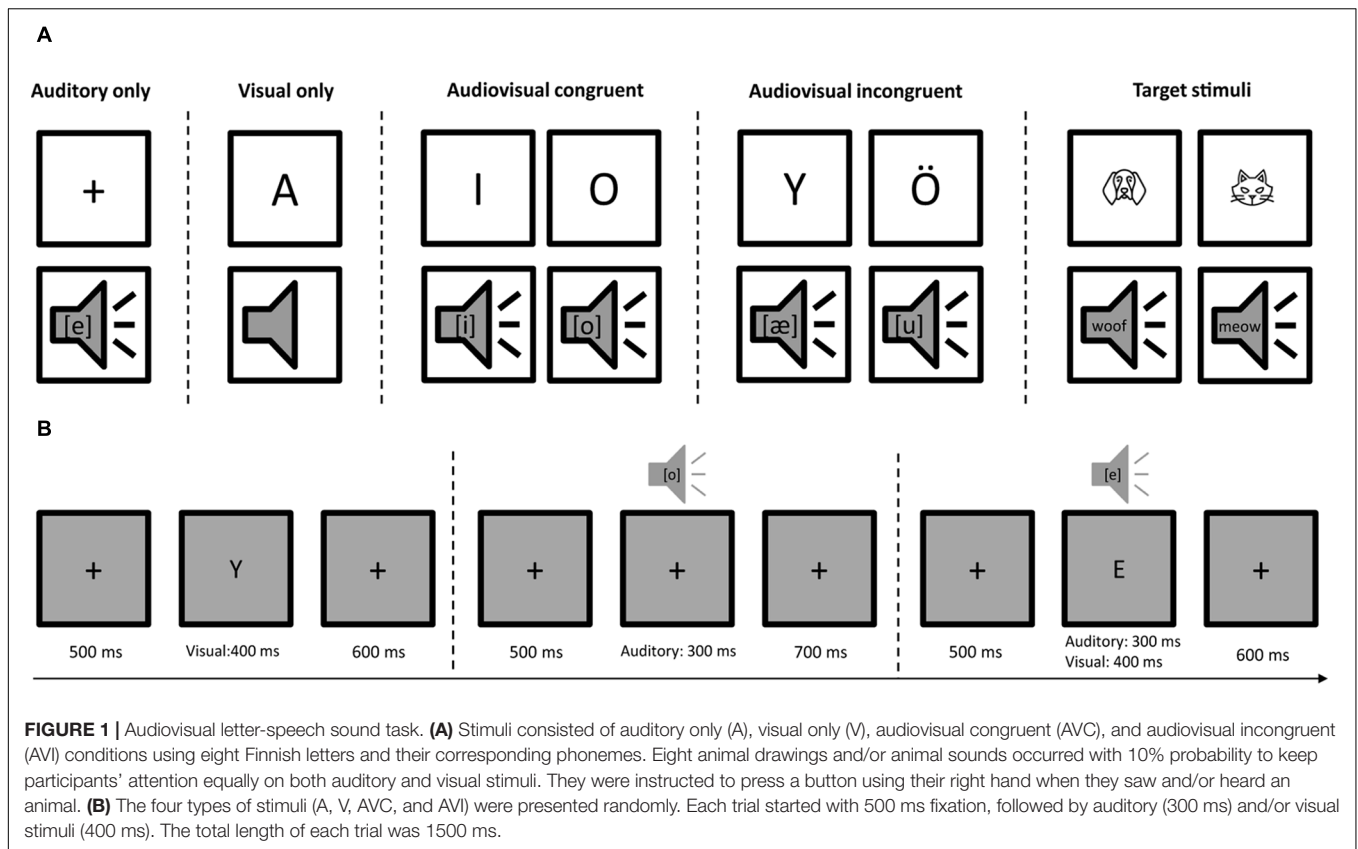 A
Auditory only Visual only Audiovisual congruent Audiovisual incongruent Target stimuli
+ A I O Y Ö
[e] [i] [o] [æ] [u] woof meow
B
[o] [e]
+ Y + + + + + E +
500 ms Visual:400 ms 600 ms 500 ms Auditory: 300 ms 700 ms 500 ms Auditory: 300 ms 600 ms
Visual: 400 ms
FIGURE 1 | Audiovisual letter-speech sound task. (A) Stimuli consisted of auditory only (A), visual only (V), audiovisual congruent (AVC), and audiovisual incongruent
(AVI) conditions using eight Finnish letters and their corresponding phonemes. Eight animal drawings and/or animal sounds occurred with 10% probability to keep
participants' attention equally on both auditory and visual stimuli. They were instructed to press a button using their right hand when they saw and/or heard an
animal. (B) The four types of stimuli (A, V, AVC, and AVI) were presented randomly. Each trial started with 500 ms fixation, followed by auditory (300 ms) and/or visual
stimuli (400 ms). The total length of each trial was 1500 ms.